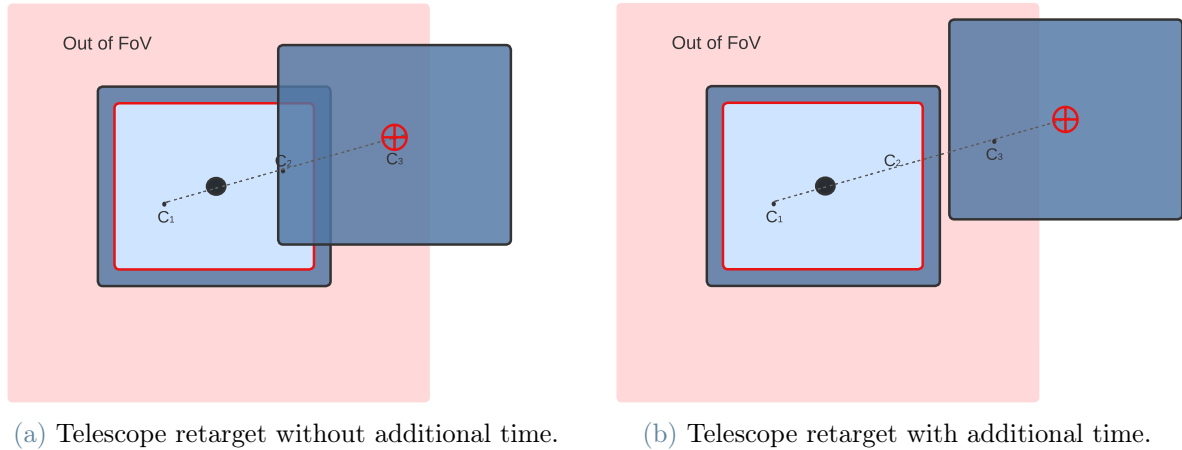 Out of FoV
C₂
C₃
C₁
(a) Telescope retarget without additional time.
Out of FoV
C₂
C₃
C₁
(b) Telescope retarget with additional time.